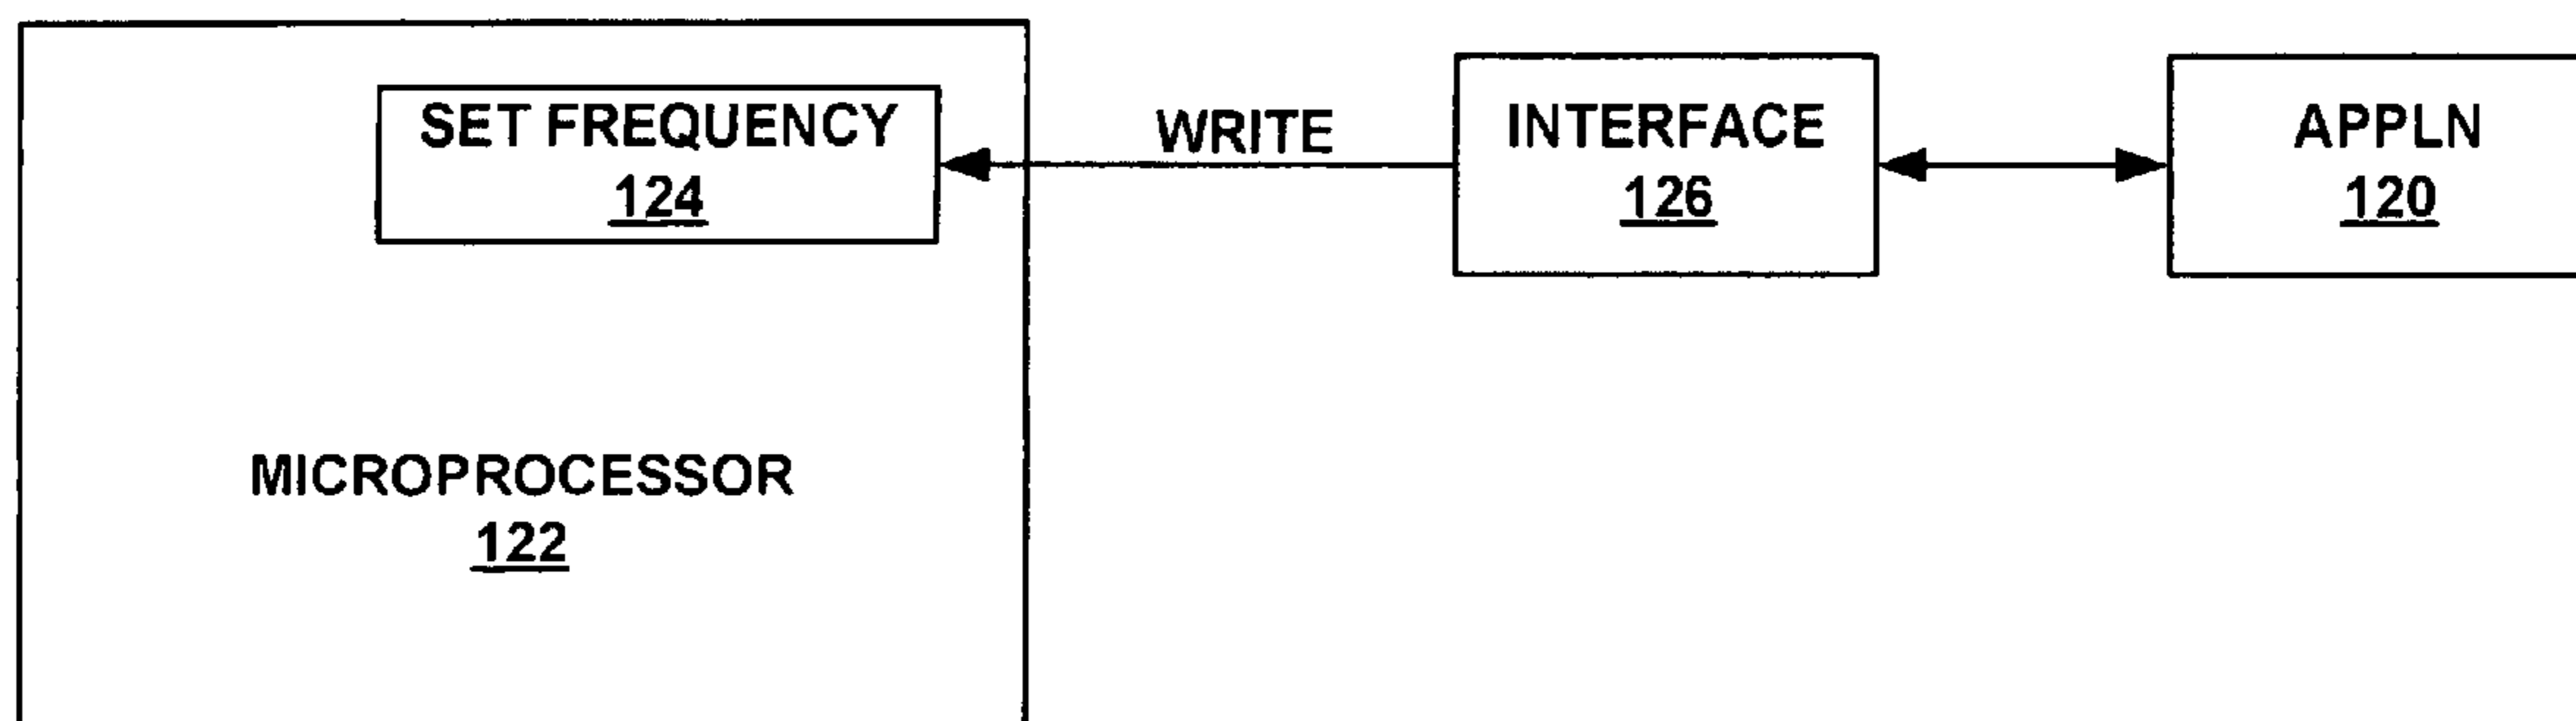 SET FREQUENCY
124
WRITE
INTERFACE
126
APPLN
120
MICROPROCESSOR
122